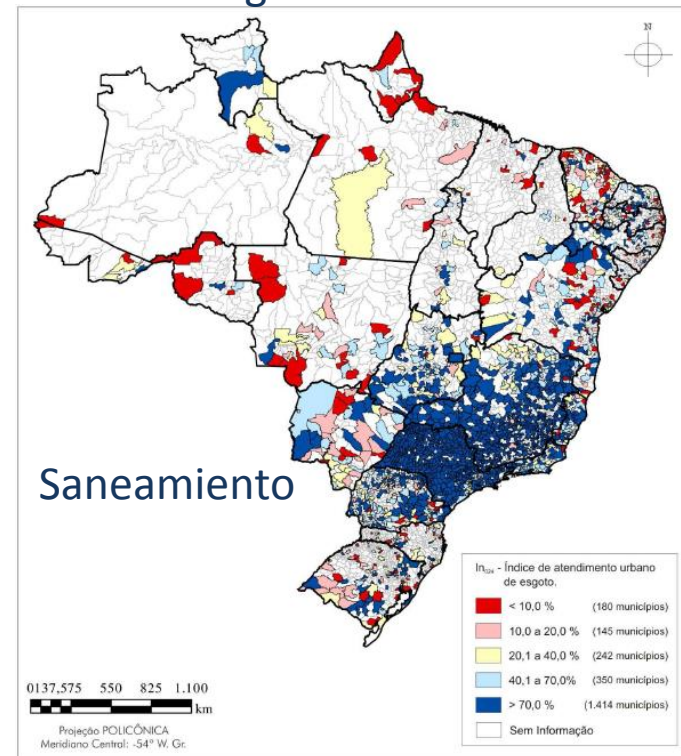 N
Saneamiento
In₀₂₄ - Índice de atendimento urbano
de esgoto.
< 10,0 % (180 municípios)
10,0 a 20,0 % (145 municípios)
20,1 a 40,0 % (242 municípios)
40,1 a 70,0% (350 municípios)
> 70,0 % (1.414 municípios)
Sem Informação
0137,575 550 825 1.100
km
Projeção POLICÔNICA
Meridiano Central: -54° W. Gr.